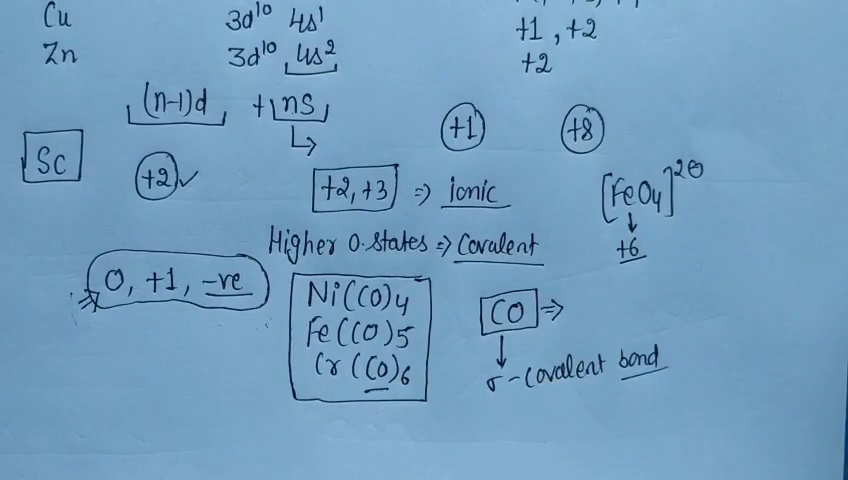 Cu 3d¹⁰ 4s¹ +1, +2
Zn 3d¹⁰ 4s² +2
(n-1)d + ns
+1 +8
Sc +2✓
+2, +3 ⇒ ionic [FeO₄]²⊖
↓
+6
Higher O.states ⇒ Covalent
⇒ 0, +1, -ve
Ni(CO)₄
Fe(CO)₅
Cr(CO)₆
CO ⇒
↓
σ-covalent bond